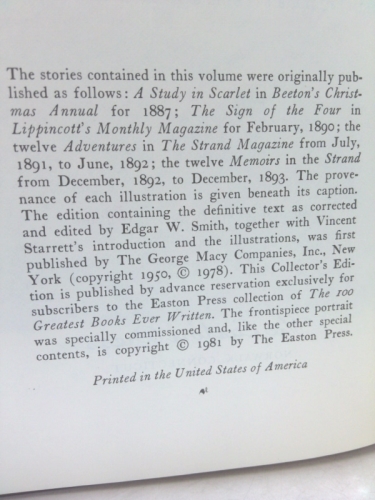 The stories contained in this volume were originally pub-
lished as follows: A Study in Scarlet in Beeton's Christ-
mas Annual for 1887; The Sign of the Four in
Lippincott's Monthly Magazine for February, 1890; the
twelve Adventures in The Strand Magazine from July,
1891, to June, 1892; the twelve Memoirs in the Strand
from December, 1892, to December, 1893. The prove-
nance of each illustration is given beneath its caption.
The edition containing the definitive text as corrected
and edited by Edgar W. Smith, together with Vincent
Starrett's introduction and the illustrations, was first
published by The George Macy Companies, Inc., New
York (copyright 1950, © 1978). This Collector's Edi-
tion is published by advance reservation exclusively for
subscribers to the Easton Press collection of The 100
Greatest Books Ever Written. The frontispiece portrait
was specially commissioned and, like the other special
contents, is copyright © 1981 by The Easton Press.
Printed in the United States of America